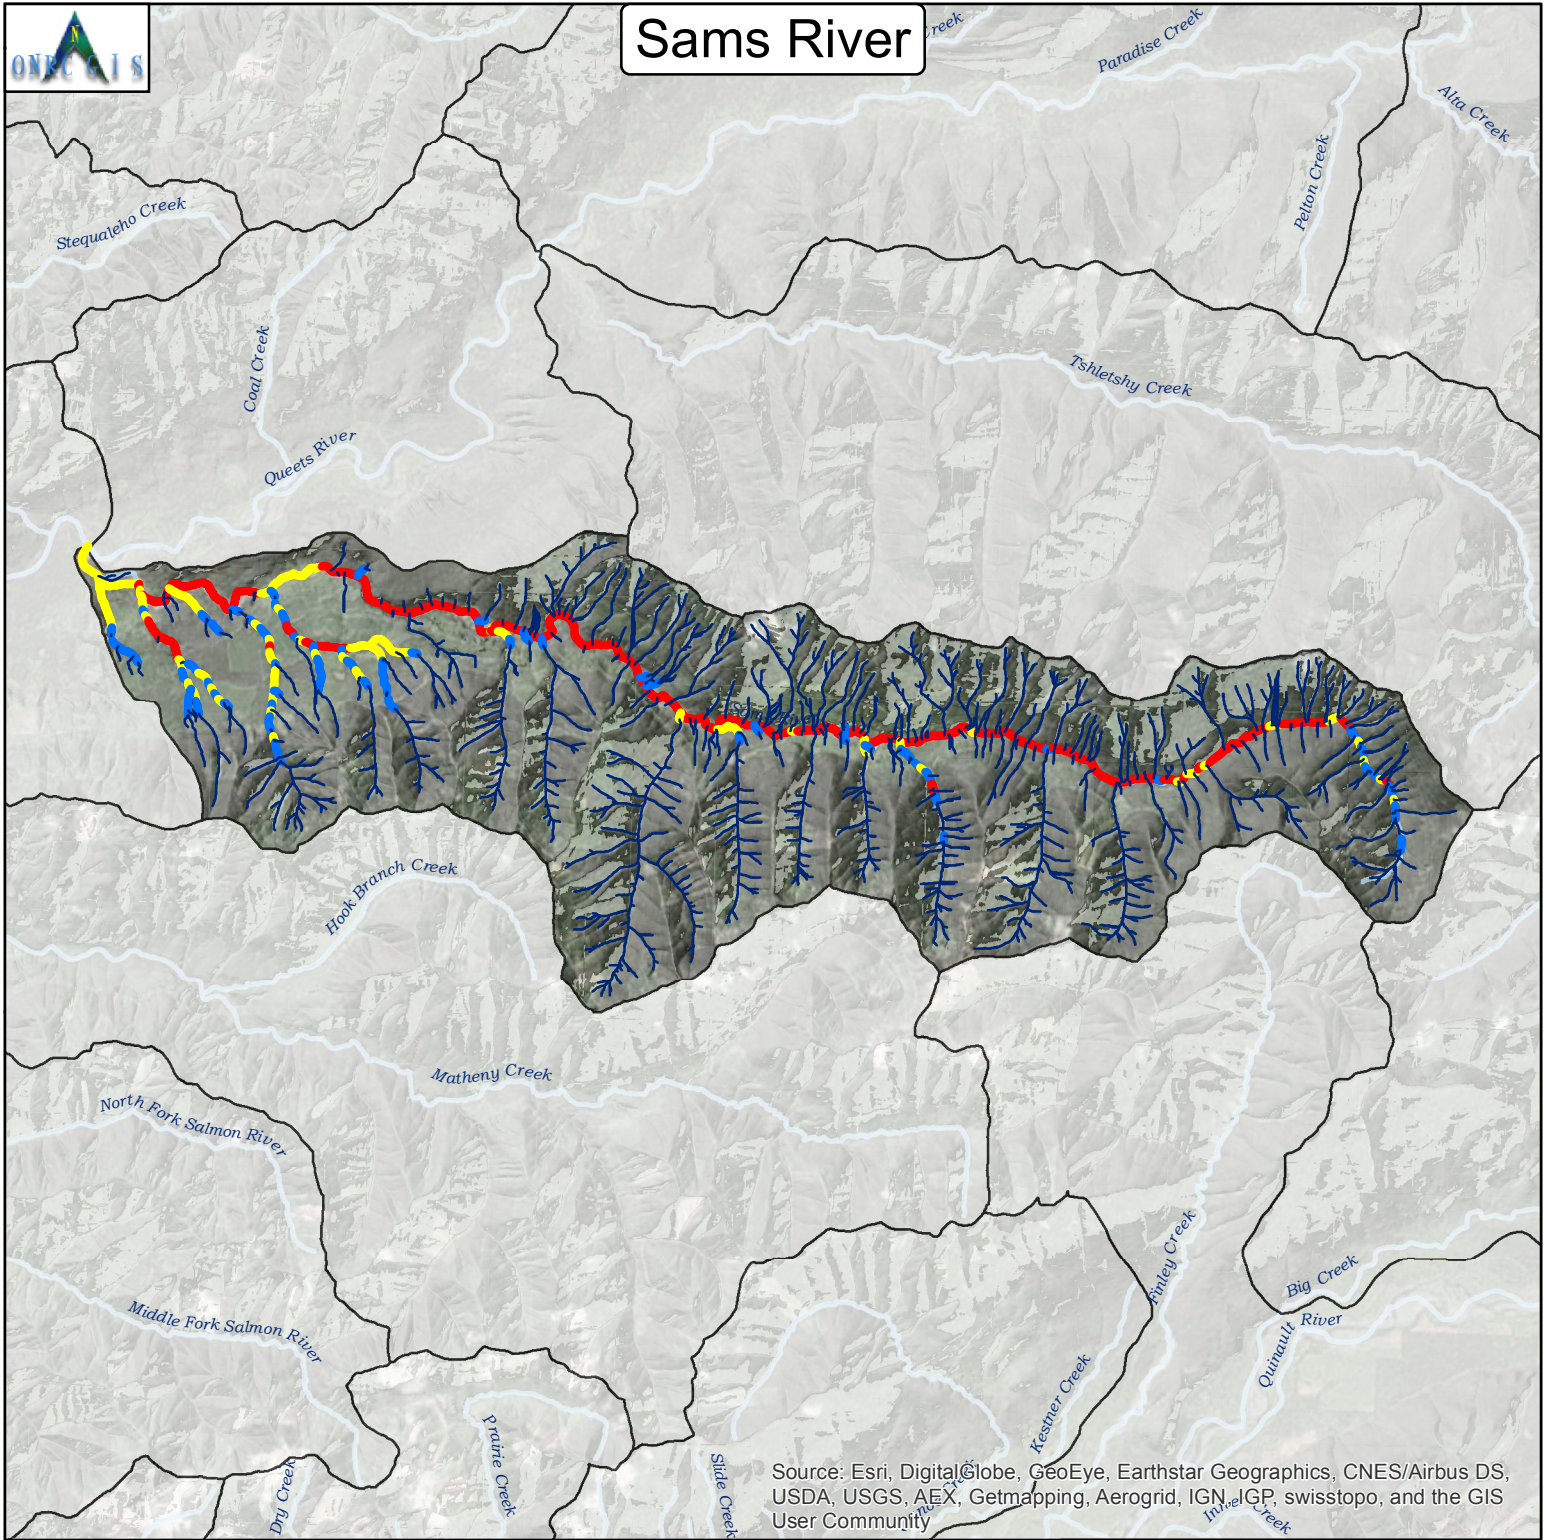 N
ONRC GIS
Sams River
Creek
Paradise Creek
Alta Creek
Pelton Creek
Stequaleho Creek
Coal Creek
Tshletshy Creek
Queets River
Hook Branch Creek
Matheny Creek
North Fork Salmon River
Middle Fork Salmon River
Finley Creek
Big Creek
Quinault River
Kestner Creek
Prairie Creek
Slide Creek
Dry Creek
Creek
Creek
Source: Esri, DigitalGlobe, GeoEye, Earthstar Geographics, CNES/Airbus DS,
USDA, USGS, AEX, Getmapping, Aerogrid, IGN, IGP, swisstopo, and the GIS
User Community